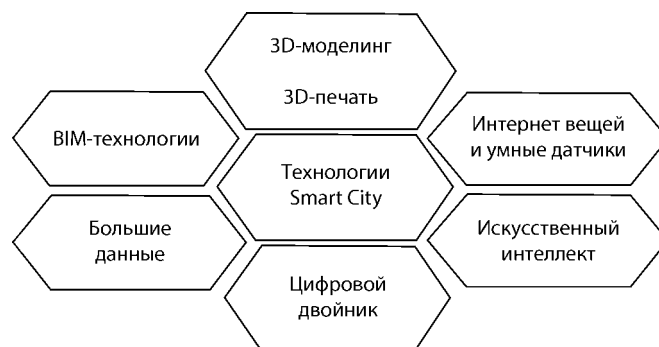 3D-моделинг
3D-печать
BIM-технологии
Интернет вещей
и умные датчики
Технологии
Smart City
Большие
данные
Искусственный
интеллект
Цифровой
двойник